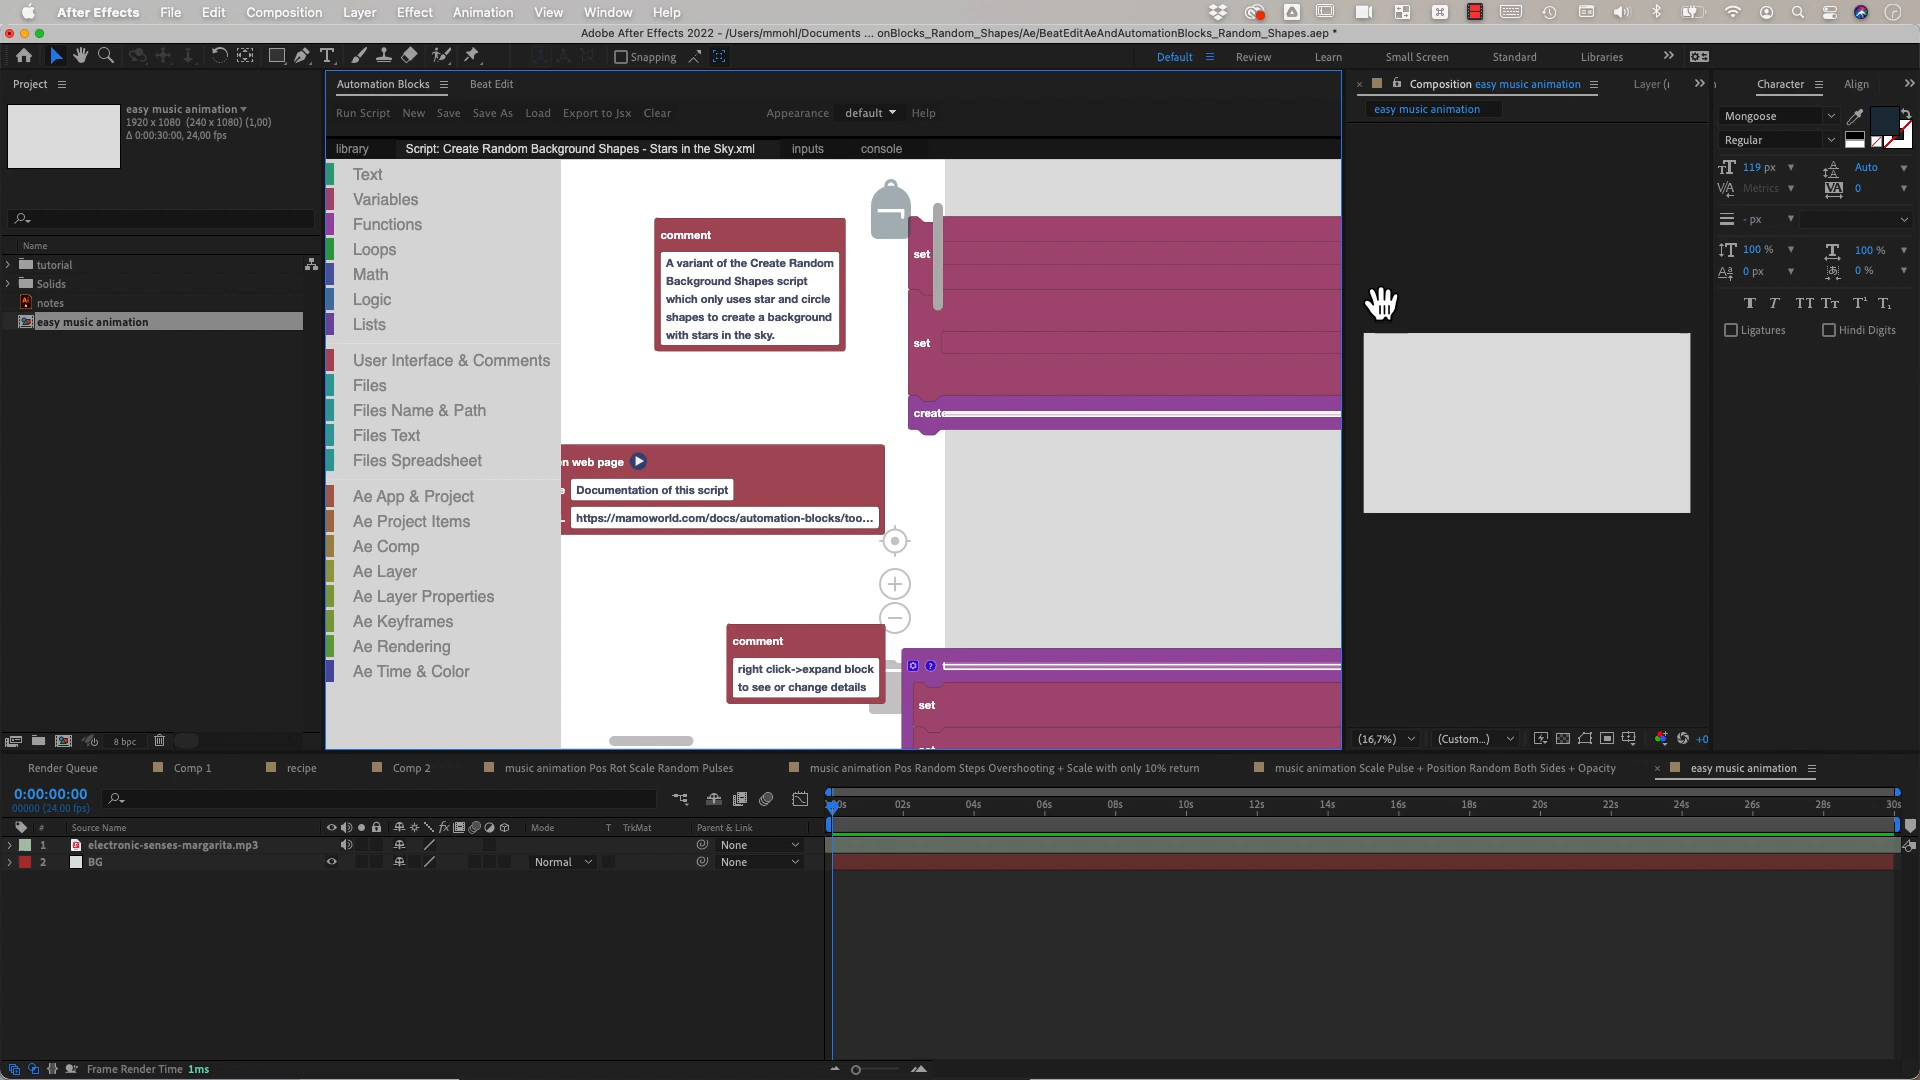 After Effects File Edit Composition Layer Effect Animation View Window Help
Adobe After Effects 2022 - /Users/mmohl/Documents ... onBlocks_Random_Shapes/Ae/BeatEditAeAndAutomationBlocks_Random_Shapes.aep *
Snapping Default Review Learn Small Screen Standard Libraries
Project
easy music animation
1920 x 1080 (240 x 1080) (1,00)
Δ 0:00:30:00, 24,00 fps
Name
tutorial
Solids
notes
easy music animation
8 bpc
Automation Blocks Beat Edit
Run Script New Save Save As Load Export to Jsx Clear Appearance default Help
library Script: Create Random Background Shapes - Stars in the Sky.xml inputs console
Text
Variables
Functions
Loops
Math
Logic
Lists
User Interface & Comments
Files
Files Name & Path
Files Text
Files Spreadsheet
Ae App & Project
Ae Project Items
Ae Comp
Ae Layer
Ae Layer Properties
Ae Keyframes
Ae Rendering
Ae Time & Color
comment
A variant of the Create Random
Background Shapes script
which only uses star and circle
shapes to create a background
with stars in the sky.
n web page
Documentation of this script
https://mamoworld.com/docs/automation-blocks/too...
comment
right click->expand block
to see or change details
set
set
create
set
Composition easy music animation Layer (
easy music animation
(16,7%) (Custom...) +0
Character Align
Mongoose
Regular
119 px Auto
Metrics 0
- px
100 % 100 %
0 px 0 %
Ligatures Hindi Digits
Render Queue Comp 1 recipe Comp 2 music animation Pos Rot Scale Random Pulses music animation Pos Random Steps Overshooting + Scale with only 10% return music animation Scale Pulse + Position Random Both Sides + Opacity easy music animation
0:00:00:00
00000 (24.00 fps)
02s 04s 06s 08s 10s 12s 14s 16s 18s 20s 22s 24s 26s 28s 30s
# Source Name Mode T TrkMat Parent & Link
1 electronic-senses-margarita.mp3 None
2 BG Normal None
Frame Render Time 1ms